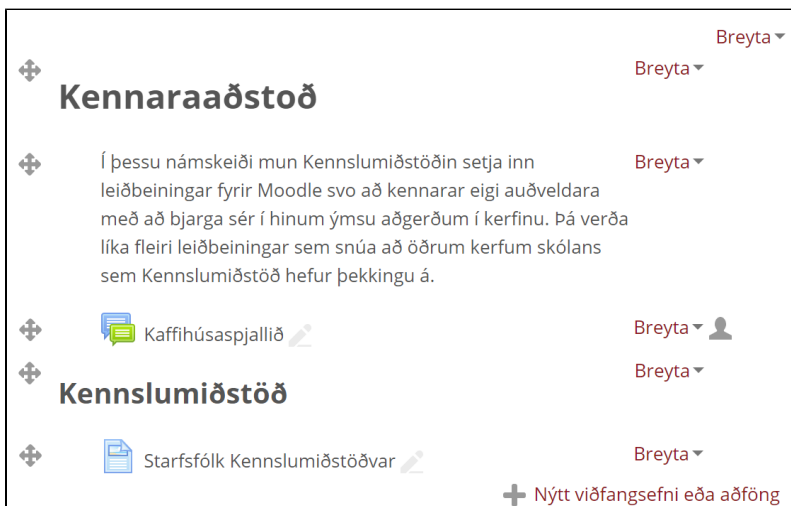 Breyta
Breyta
Kennaraaðstoð
Í þessu námskeiði mun Kennslumiðstöðin setja inn
Breyta
leiðbeiningar fyrir Moodle svo að kennarar eigi auðveldara
með að bjarga sér í hinum ýmsu aðgerðum í kerfinu. Þá verða
líka fleiri leiðbeiningar sem snúa að öðrum kerfum skólans
sem Kennslumiðstöð hefur þekkingu á.
Kaffihúsaspjallið
Breyta
Breyta
Kennslumiðstöð
Starfsfólk Kennslumiðstöðvar
Breyta
Nýtt viðfangsefni eða aðföng